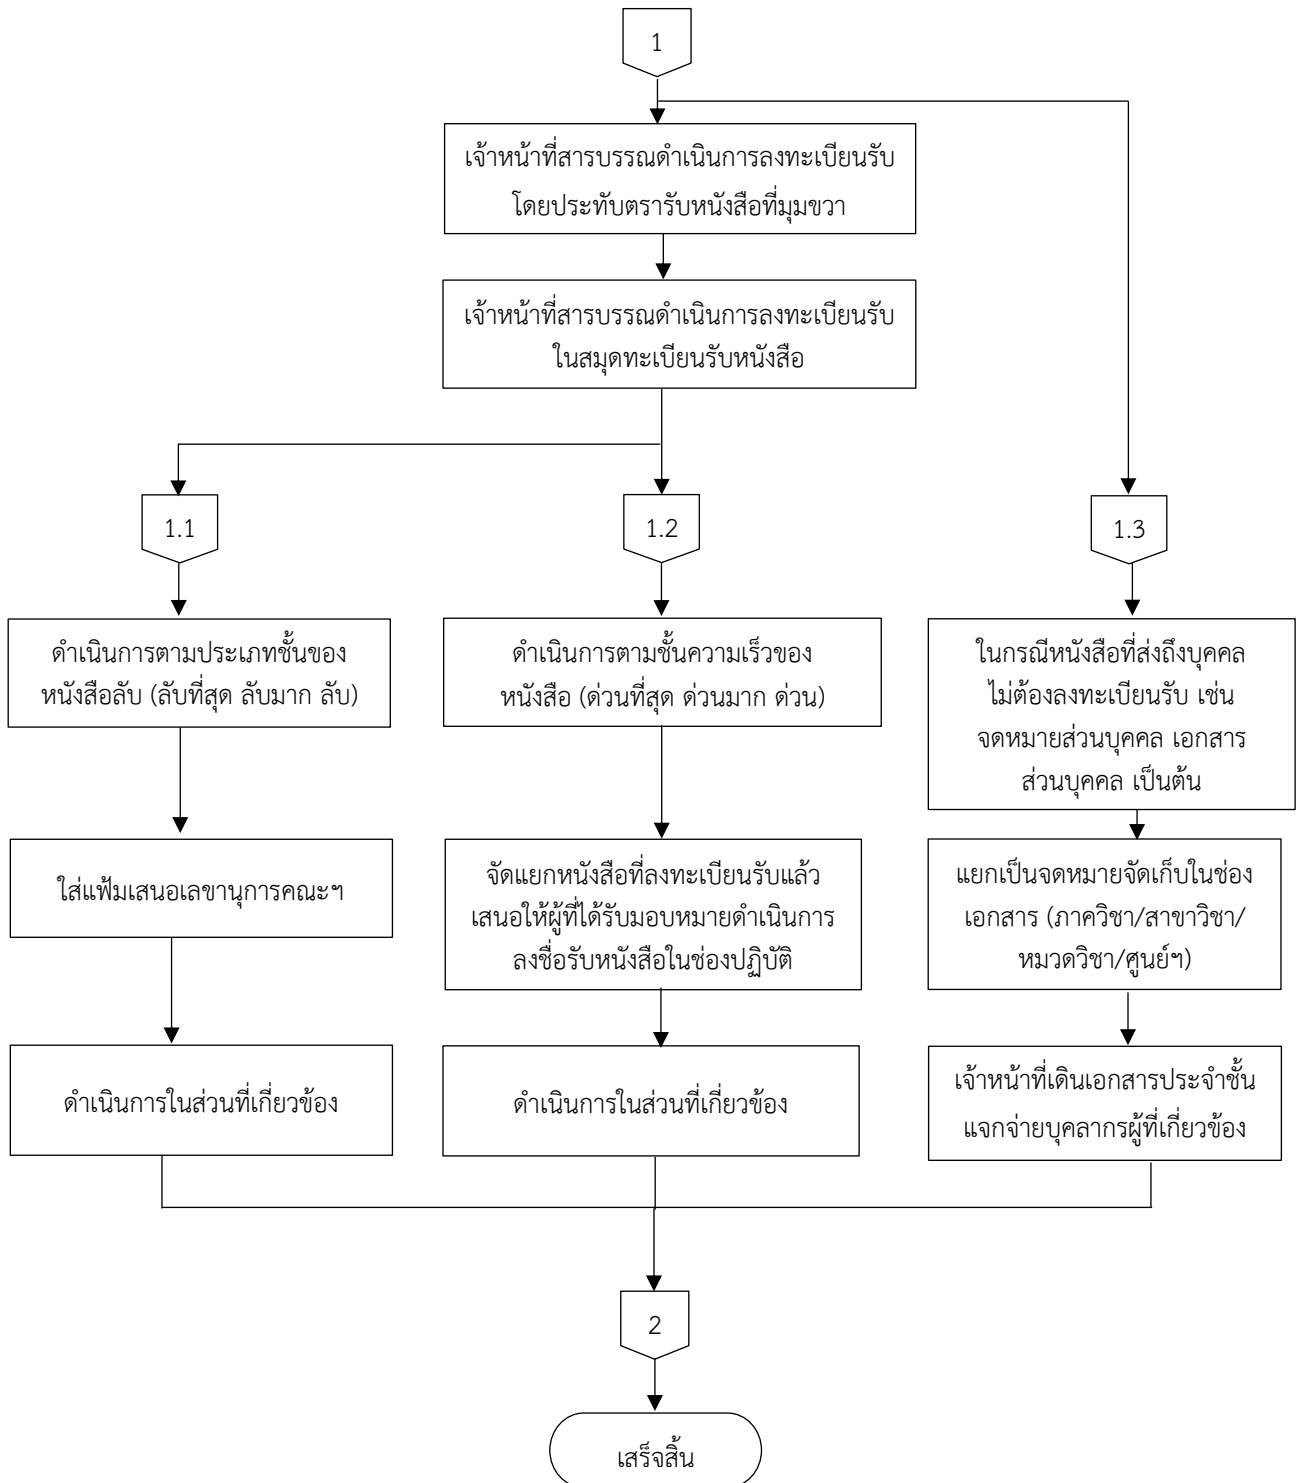 1
เจ้าหน้าที่สารบรรณดำเนินการลงทะเบียนรับ
โดยประทับตรารับหนังสือที่มุมขวา
เจ้าหน้าที่สารบรรณดำเนินการลงทะเบียนรับ
ในสมุดทะเบียนรับหนังสือ
1.1
ดำเนินการตามประเภทชั้นของ
หนังสือลับ (ลับที่สุด ลับมาก ลับ)
ใส่แฟ้มเสนอเลขานุการคณะฯ
ดำเนินการในส่วนที่เกี่ยวข้อง
1.2
ดำเนินการตามชั้นความเร็วของ
หนังสือ (ด่วนที่สุด ด่วนมาก ด่วน)
จัดแยกหนังสือที่ลงทะเบียนรับแล้ว
เสนอให้ผู้ที่ได้รับมอบหมายดำเนินการ
ลงชื่อรับหนังสือในช่องปฏิบัติ
ดำเนินการในส่วนที่เกี่ยวข้อง
1.3
ในกรณีหนังสือที่ส่งถึงบุคคล
ไม่ต้องลงทะเบียนรับ เช่น
จดหมายส่วนบุคคล เอกสาร
ส่วนบุคคล เป็นต้น
แยกเป็นจดหมายจัดเก็บในช่อง
เอกสาร (ภาควิชา/สาขาวิชา/
หมวดวิชา/ศูนย์ฯ)
เจ้าหน้าที่เดินเอกสารประจำชั้น
แจกจ่ายบุคลากรผู้ที่เกี่ยวข้อง
2
เสร็จสิ้น